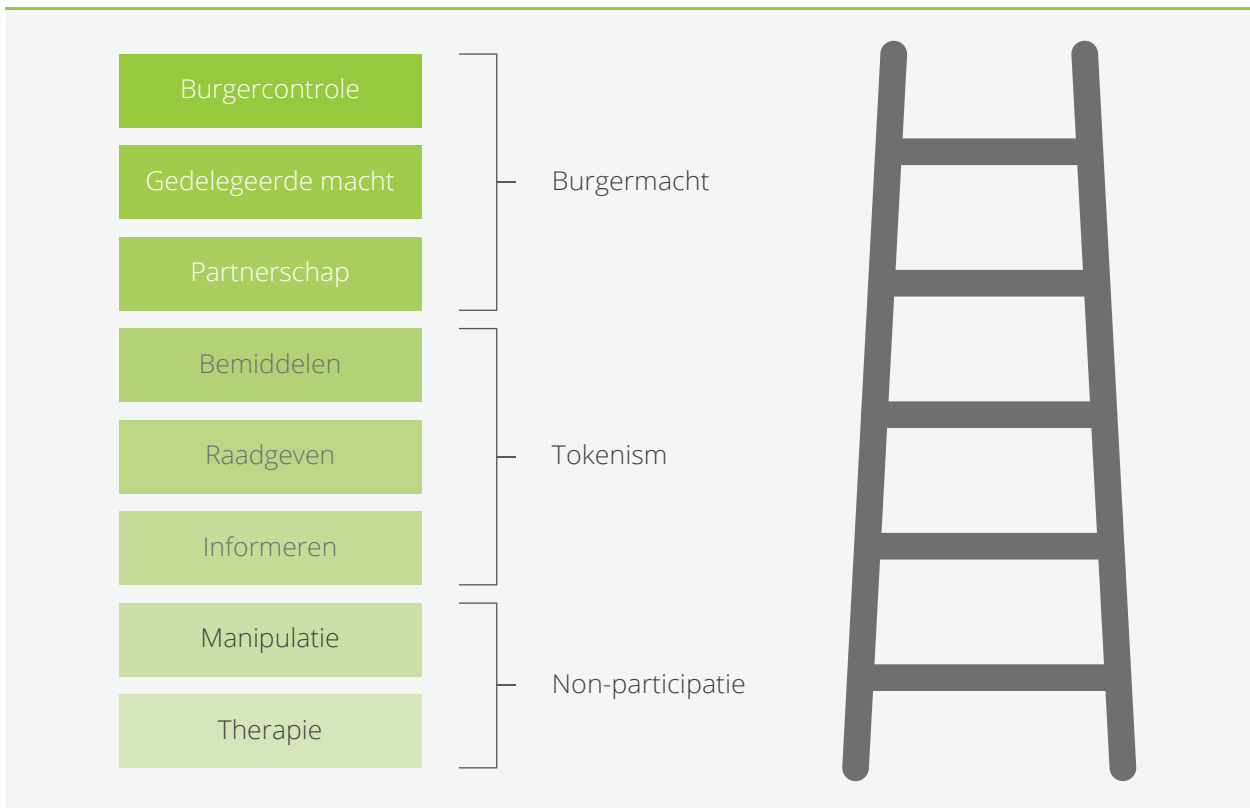 Burgercontrole
Gedelegeerde macht
Partnerschap
Burgermacht
Bemiddelen
Raadgeven
Informeren
Tokenism
Manipulatie
Therapie
Non-participatie